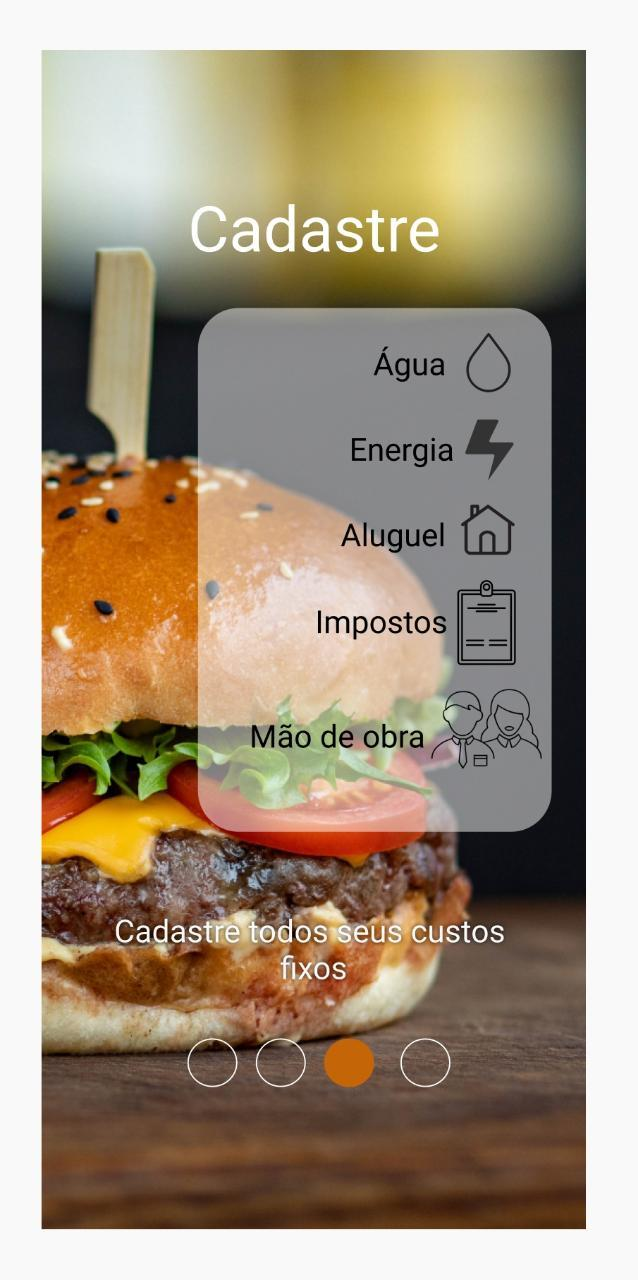 Cadastre
Água
Energia
Aluguel
Impostos
Mão de obra
Cadastre todos seus custos
fixos